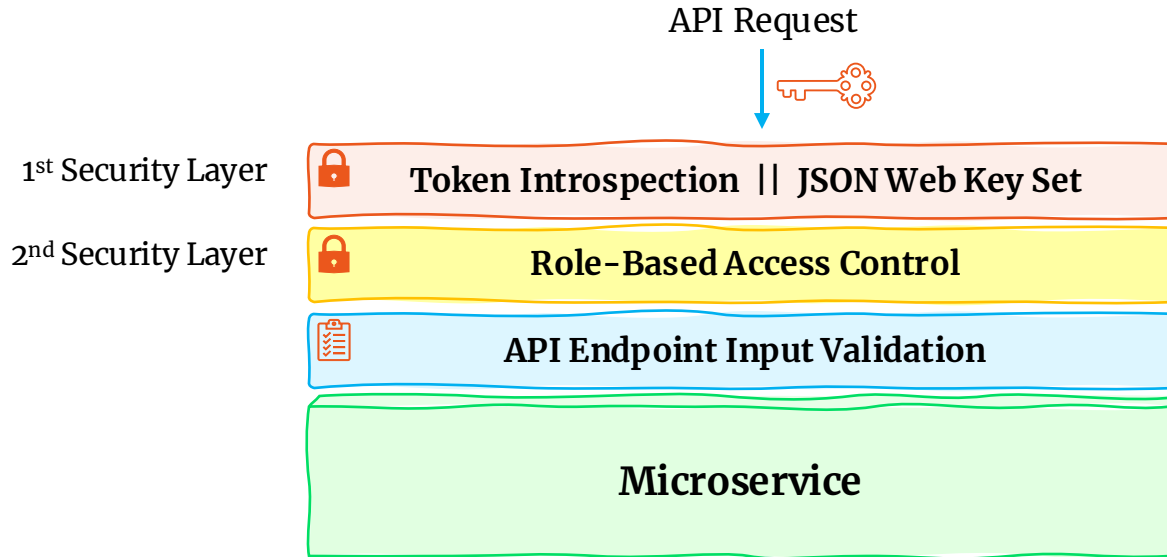 API Request
1st Security Layer
Token Introspection || JSON Web Key Set
2nd Security Layer
Role-Based Access Control
API Endpoint Input Validation
Microservice